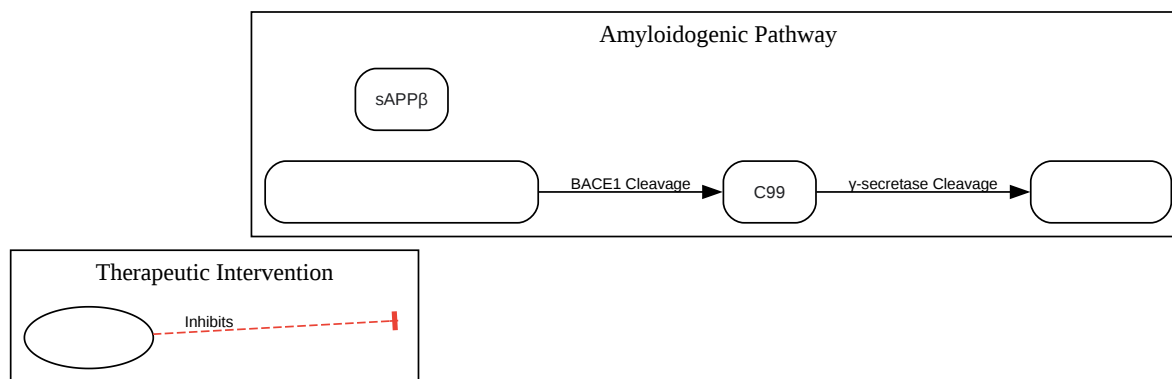 Amyloidogenic Pathway
sAPPβ
BACE1 Cleavage
C99
γ-secretase Cleavage
Therapeutic Intervention
Inhibits